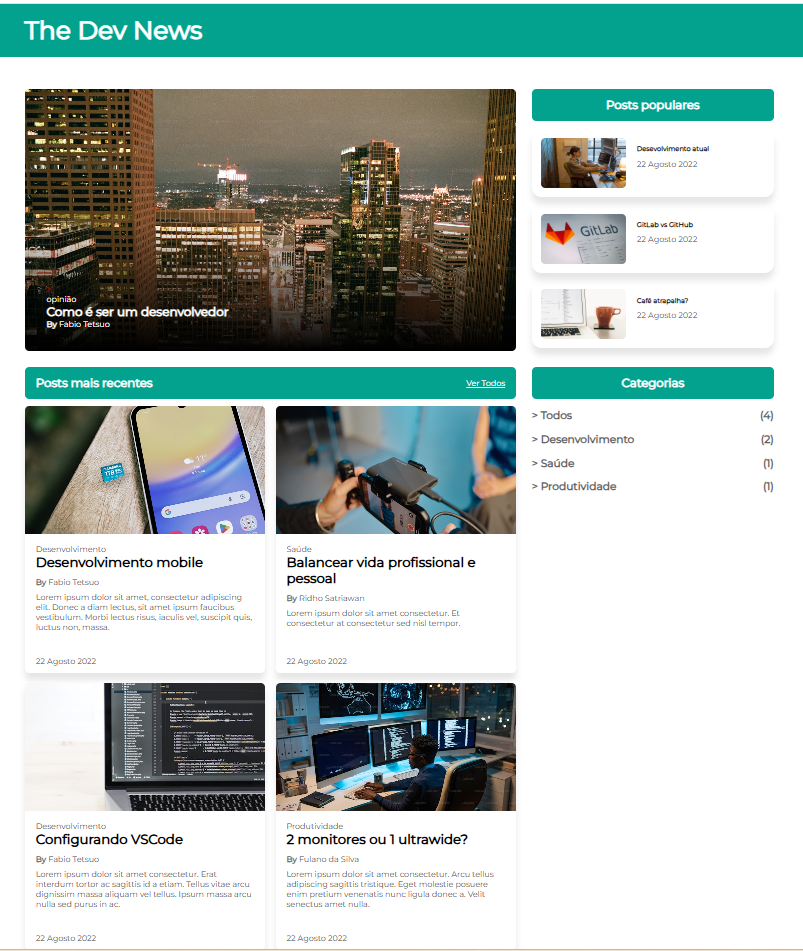 The Dev News
opinião
Como é ser um desenvolvedor
By Fabio Tetsuo
Posts populares
Desevolvimento atual
22 Agosto 2022
GitLab
GitLab vs GitHub
22 Agosto 2022
Café atrapalha?
22 Agosto 2022
Posts mais recentes
Ver Todos
Desenvolvimento
Desenvolvimento mobile
By Fabio Tetsuo
Lorem ipsum dolor sit amet, consectetur adipiscing
elit. Donec a diam lectus, sit amet ipsum faucibus
vestibulum. Morbi lectus risus, iaculis vel, suscipit quis,
luctus non, massa.
22 Agosto 2022
Saúde
Balancear vida profissional e
pessoal
By Ridho Satriawan
Lorem ipsum dolor sit amet consectetur. Et
consectetur at consectetur sed nisl tempor.
22 Agosto 2022
Desenvolvimento
Configurando VSCode
By Fabio Tetsuo
Lorem ipsum dolor sit amet consectetur. Erat
interdum tortor ac sagittis id a etiam. Tellus vitae arcu
dignissim massa aliquam vel tellus. Ipsum massa arcu
nulla sed purus in ac.
22 Agosto 2022
Produtividade
2 monitores ou 1 ultrawide?
By Fulano da Silva
Lorem ipsum dolor sit amet consectetur. Arcu tellus
adipiscing sagittis tristique. Eget molestie posuere
enim pretium venenatis nunc ligula donec a. Velit
senectus amet nulla.
22 Agosto 2022
Categorias
> Todos (4)
> Desenvolvimento (2)
> Saúde (1)
> Produtividade (1)